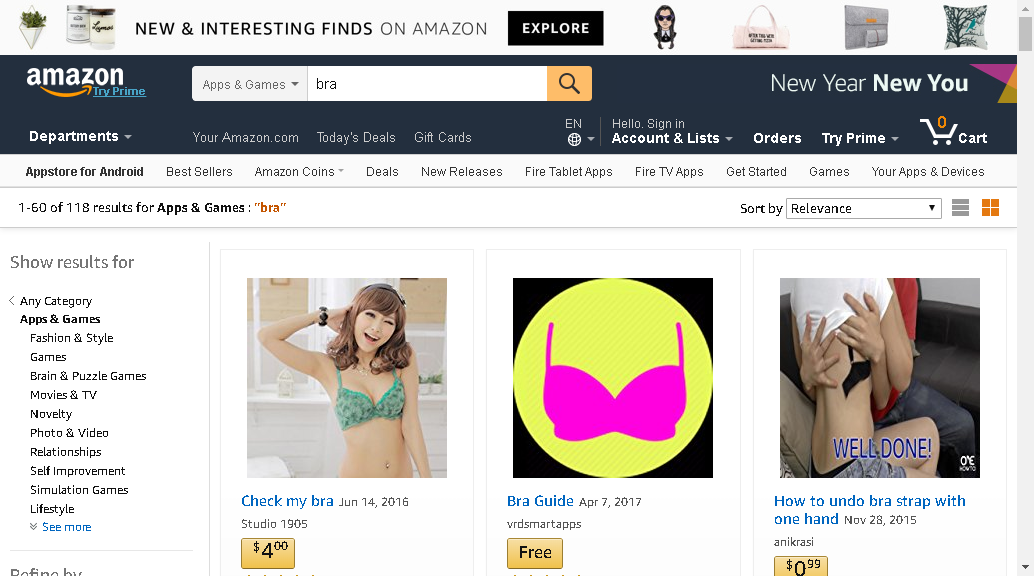 NEW & INTERESTING FINDS ON AMAZON EXPLORE
amazon Try Prime
Apps & Games bra
New Year New You
Departments
Your Amazon.com Today's Deals Gift Cards
EN
Hello. Sign in
Account & Lists
Orders
Try Prime
0 Cart
Appstore for Android Best Sellers Amazon Coins Deals New Releases Fire Tablet Apps Fire TV Apps Get Started Games Your Apps & Devices
1-60 of 118 results for Apps & Games : "bra"
Sort by Relevance
Show results for
Any Category
Apps & Games
Fashion & Style
Games
Brain & Puzzle Games
Movies & TV
Novelty
Photo & Video
Relationships
Self Improvement
Simulation Games
Lifestyle
See more
Refine by
Check my bra Jun 14, 2016
Studio 1905
$400
Bra Guide Apr 7, 2017
vrdsmartapps
Free
WELL DONE!
HOWTO
How to undo bra strap with
one hand Nov 28, 2015
anikrasi
$0.99